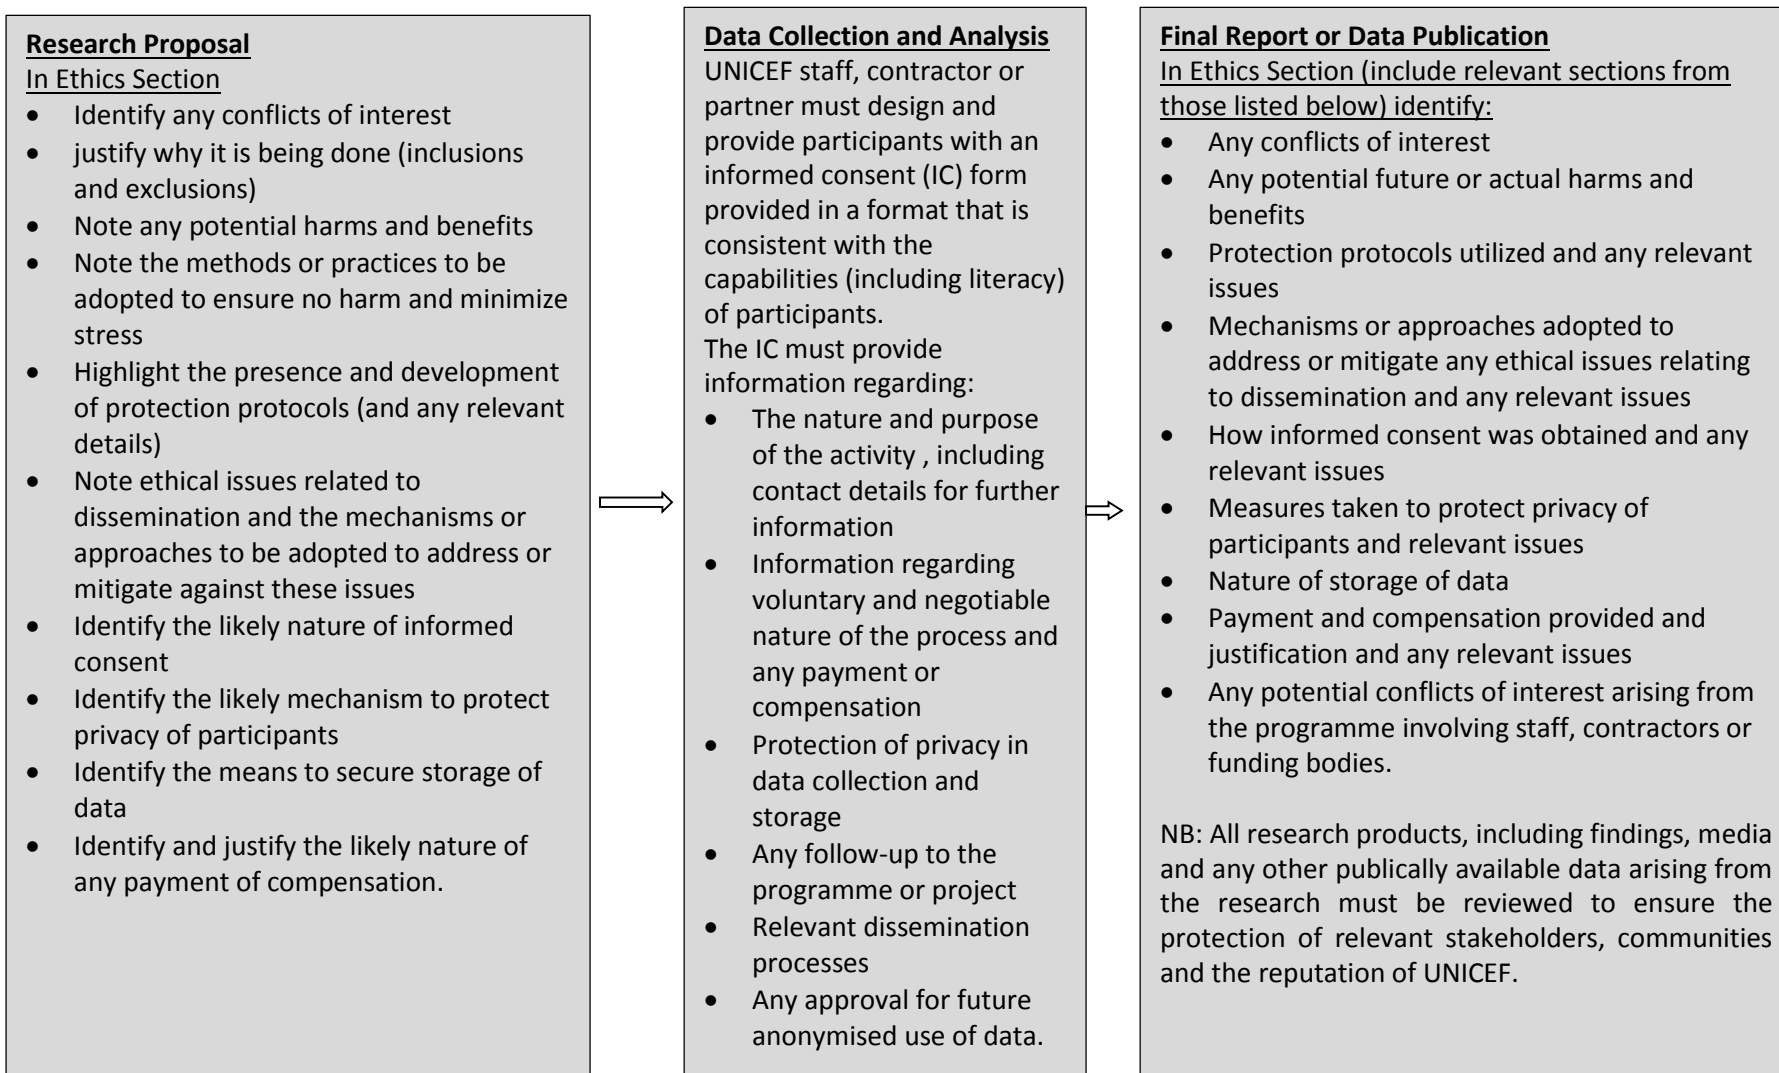 Research Proposal
In Ethics Section
• Identify any conflicts of interest
• justify why it is being done (inclusions
and exclusions)
• Note any potential harms and benefits
• Note the methods or practices to be
adopted to ensure no harm and minimize
stress
• Highlight the presence and development
of protection protocols (and any relevant
details)
• Note ethical issues related to
dissemination and the mechanisms or
approaches to be adopted to address or
mitigate against these issues
• Identify the likely nature of informed
consent
• Identify the likely mechanism to protect
privacy of participants
• Identify the means to secure storage of
data
• Identify and justify the likely nature of
any payment of compensation.
Data Collection and Analysis
UNICEF staff, contractor or
partner must design and
provide participants with an
informed consent (IC) form
provided in a format that is
consistent with the
capabilities (including literacy)
of participants.
The IC must provide
information regarding:
• The nature and purpose
of the activity , including
contact details for further
information
• Information regarding
voluntary and negotiable
nature of the process and
any payment or
compensation
• Protection of privacy in
data collection and
storage
• Any follow-up to the
programme or project
• Relevant dissemination
processes
• Any approval for future
anonymised use of data.
Final Report or Data Publication
In Ethics Section (include relevant sections from
those listed below) identify:
• Any conflicts of interest
• Any potential future or actual harms and
benefits
• Protection protocols utilized and any relevant
issues
• Mechanisms or approaches adopted to
address or mitigate any ethical issues relating
to dissemination and any relevant issues
• How informed consent was obtained and any
relevant issues
• Measures taken to protect privacy of
participants and relevant issues
• Nature of storage of data
• Payment and compensation provided and
justification and any relevant issues
• Any potential conflicts of interest arising from
the programme involving staff, contractors or
funding bodies.
NB: All research products, including findings, media
and any other publically available data arising from
the research must be reviewed to ensure the
protection of relevant stakeholders, communities
and the reputation of UNICEF.